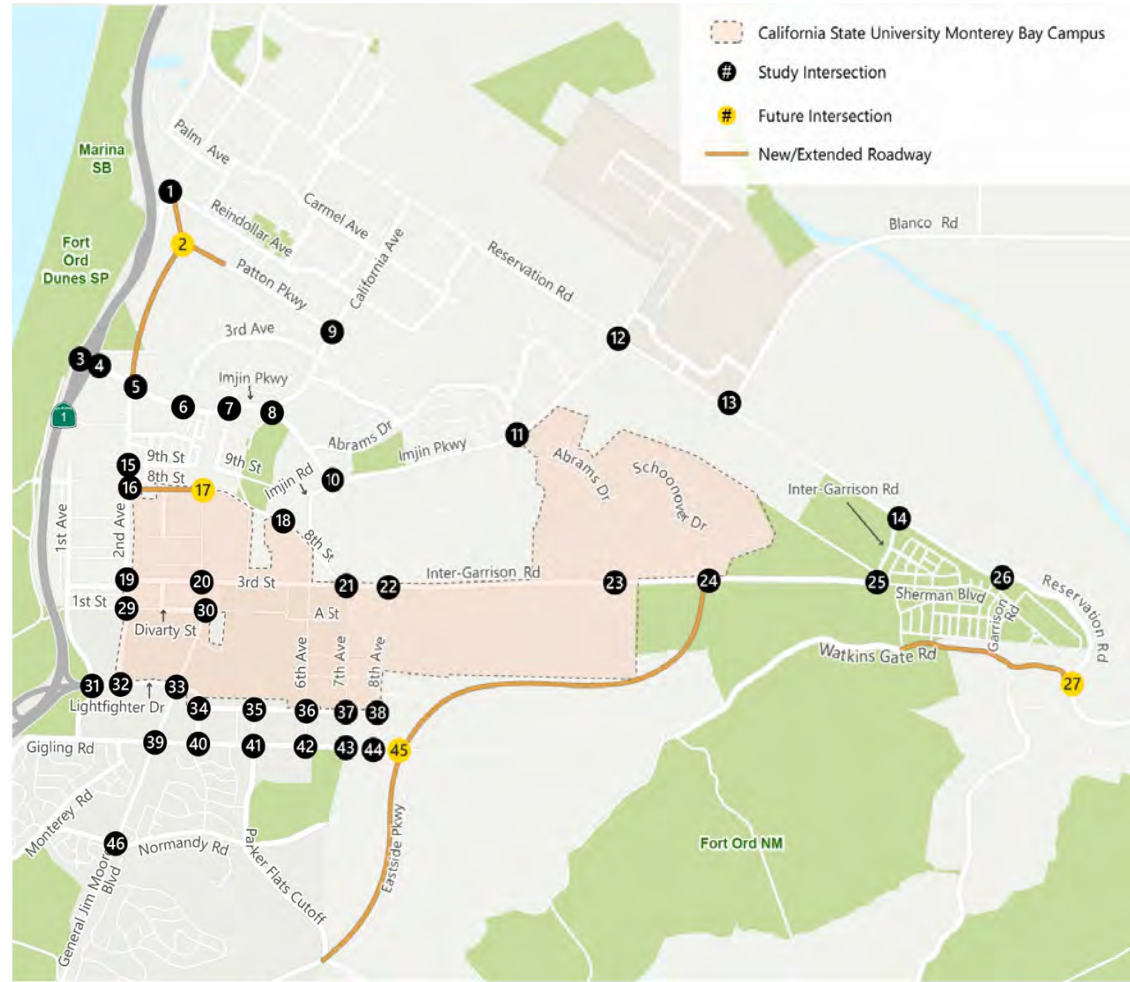 California State University Monterey Bay Campus
# Study Intersection
# Future Intersection
New/Extended Roadway
Marina
SB
Palm Ave
1
Reindollar Ave
Carmel Ave
California Ave
Blanco Rd
Fort
Ord
Dunes SP
2
Patton Pkwy
Reservation Rd
9
3rd Ave
12
3
4
5
Imjin Pkwy
6
7
8
13
1
Abrams Dr
Imjin Pkwy
11
Abrams Dr
Schoonover Dr
15
9th St
8th St
16
17
9th St
Imjin Rd
10
Inter-Garrison Rd
14
1st Ave
2nd Ave
18
8th St
19
20
3rd St
21
22
Inter-Garrison Rd
23
24
25
Sherman Blvd
26
Reservation Rd
1st St
29
30
A St
Divarty St
Garrison Rd
6th Ave
7th Ave
8th Ave
Watkins Gate Rd
27
31
32
33
Lightfighter Dr
34
35
36
37
38
Gigling Rd
39
40
41
42
43
44
45
Monterey Rd
46
Normandy Rd
General Jim Moore Blvd
Parker Flats Cutoff
Eastside Pkwy
Fort Ord NM